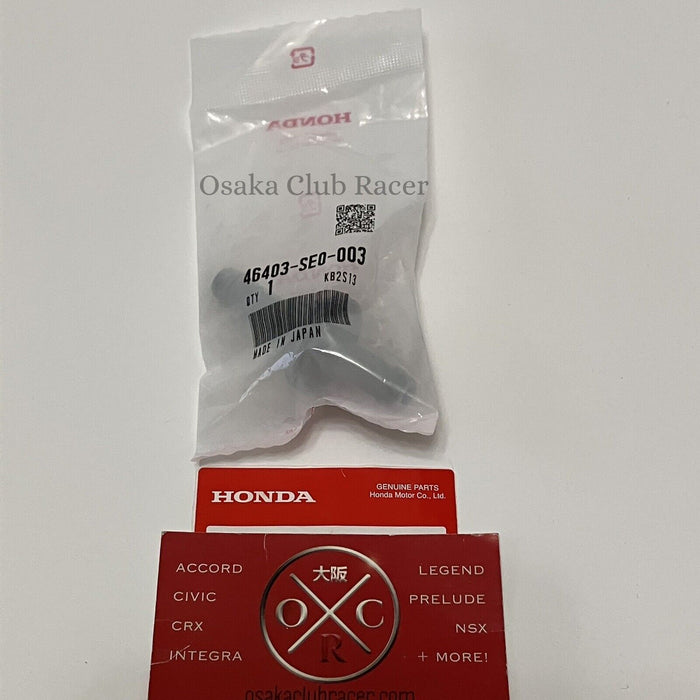 HONDA
Osaka Club Racer
46403-SE0-003
QTY 1 KB2S13
MADE IN JAPAN
HONDA
GENUINE PARTS
Honda Motor Co., Ltd.
ACCORD
CIVIC
CRX
INTEGRA
大阪
O C
R
LEGEND
PRELUDE
NSX
+ MORE!
osakaclubracer.com